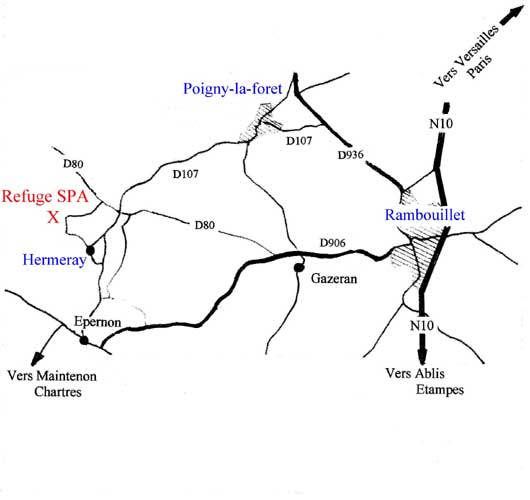 Vers Versailles
Paris
Poigny-la-foret
N10
D107
D936
D80
D107
Refuge SPA
X
Rambouillet
D80
Hermeray
D906
Gazeran
Epernon
N10
Vers Maintenon
Chartres
Vers Ablis
Etampes